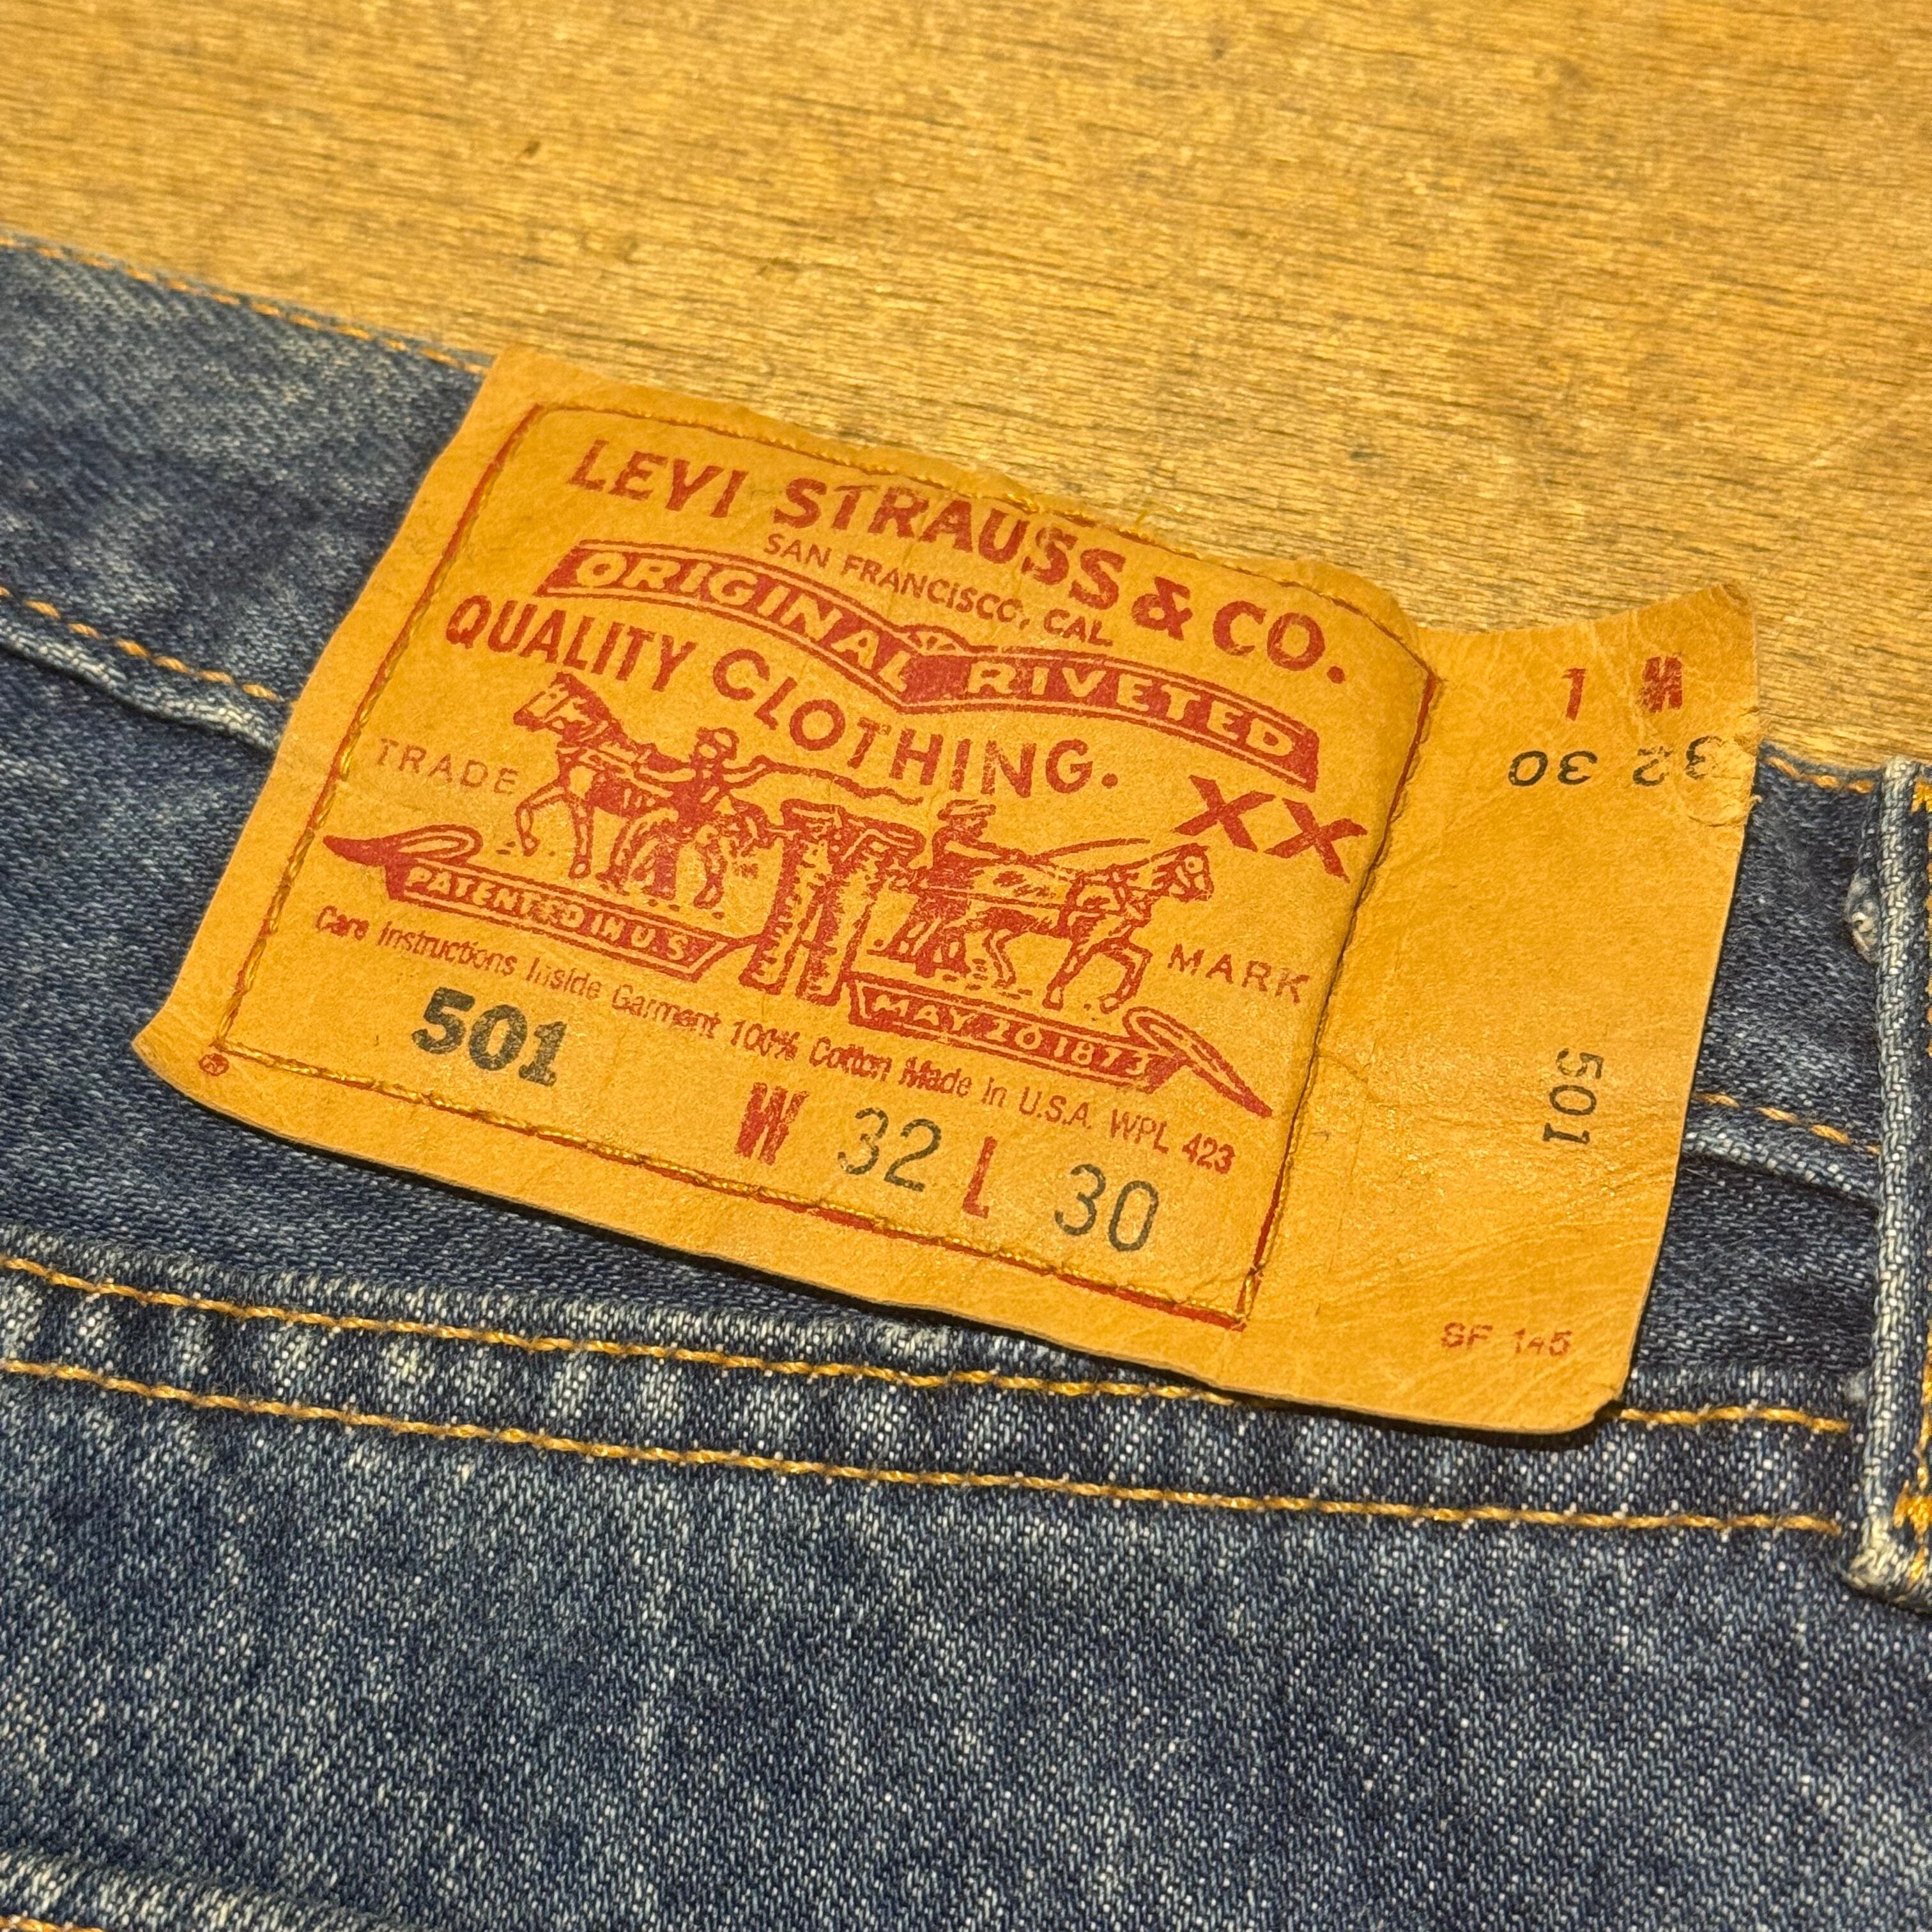 LEVI STRAUSS & CO.
SAN FRANCISCO, CAL.
ORIGINAL RIVETED
QUALITY CLOTHING.
TRADE
XX
MARK
PATENTED IN U.S
MAY 20 1873
Care Instructions Inside Garment 100% Cotton Made in U.S.A. WPL 423
501
W 32 L 30
®
L W
30 32
501
SF 145